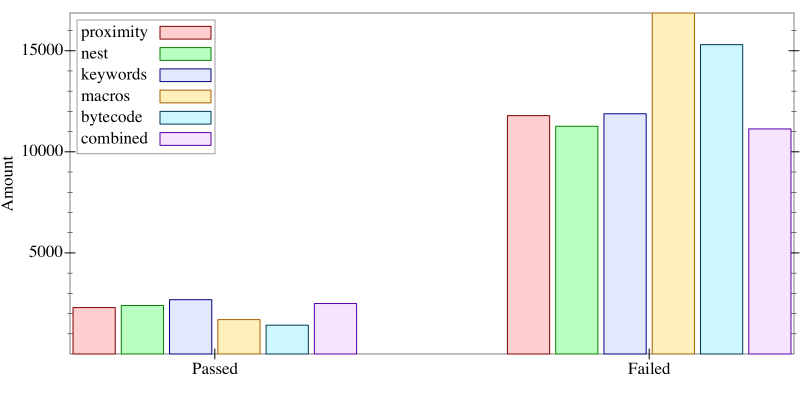 15000
10000
5000
Amount
proximity
nest
keywords
macros
bytecode
combined
Passed
Failed